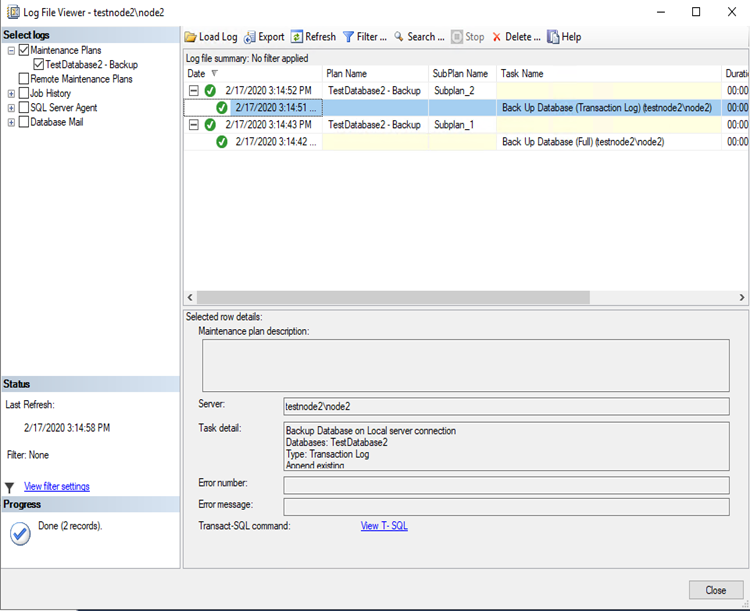 Log File Viewer - testnode2\node2
Select logs
Maintenance Plans
TestDatabase2 - Backup
Remote Maintenance Plans
Job History
SQL Server Agent
Database Mail
Status
Last Refresh:
2/17/2020 3:14:58 PM
Filter: None
View filter settings
Progress
Done (2 records).
Load Log Export Refresh Filter ... Search ... Stop Delete ... Help
Log file summary: No filter applied
Date Plan Name SubPlan Name Task Name Duratio
2/17/2020 3:14:52 PM TestDatabase2 - Backup Subplan_2 00:00
2/17/2020 3:14:51 ... Back Up Database (Transaction Log) (testnode2\node2) 00:00
2/17/2020 3:14:43 PM TestDatabase2 - Backup Subplan_1 00:00
2/17/2020 3:14:42 ... Back Up Database (Full) (testnode2\node2) 00:00
Selected row details:
Maintenance plan description:
Server: testnode2\node2
Task detail: Backup Database on Local server connection
Databases: TestDatabase2
Type: Transaction Log
Append existing
Error number:
Error message:
Transact-SQL command: View T- SQL
Close